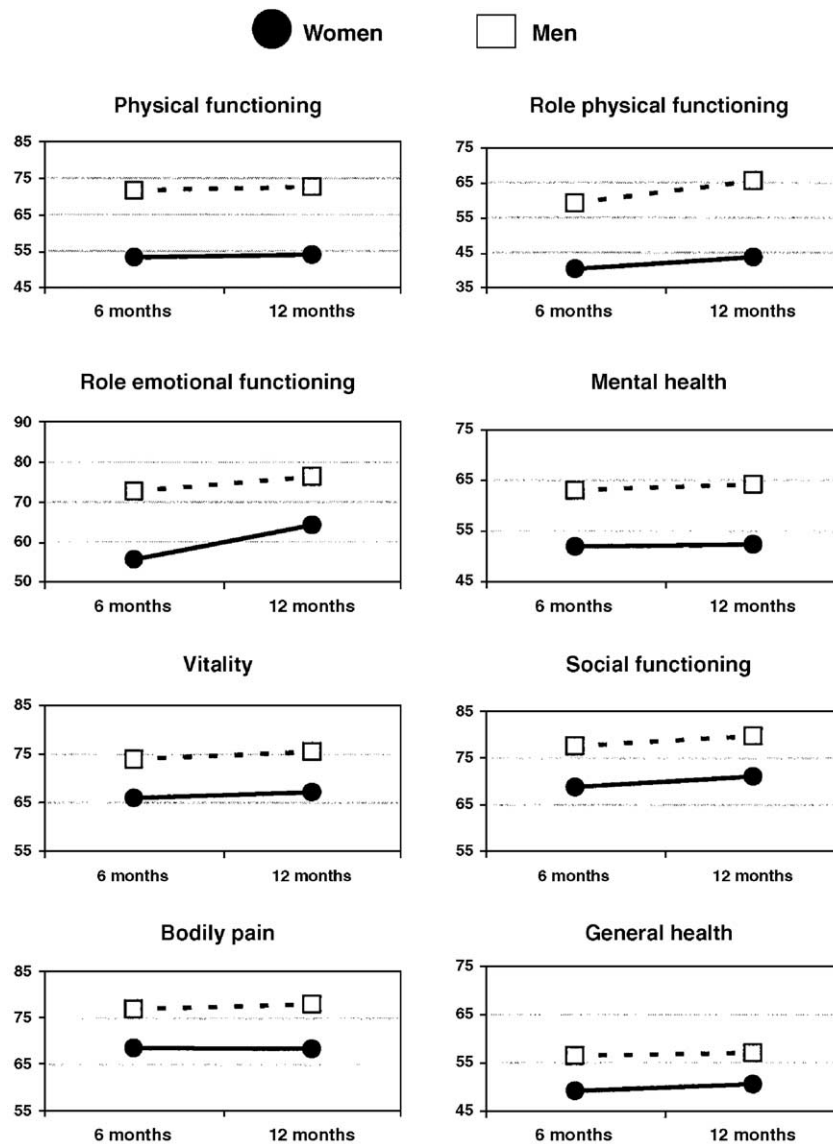 Women Men
Physical functioning
85
75
65
55
45
6 months 12 months
Role physical functioning
75
65
55
45
35
6 months 12 months
Role emotional functioning
90
80
70
60
50
6 months 12 months
Mental health
75
65
55
45
6 months 12 months
Vitality
85
75
65
55
6 months 12 months
Social functioning
85
75
65
55
6 months 12 months
Bodily pain
85
75
65
55
6 months 12 months
General health
75
65
55
45
6 months 12 months